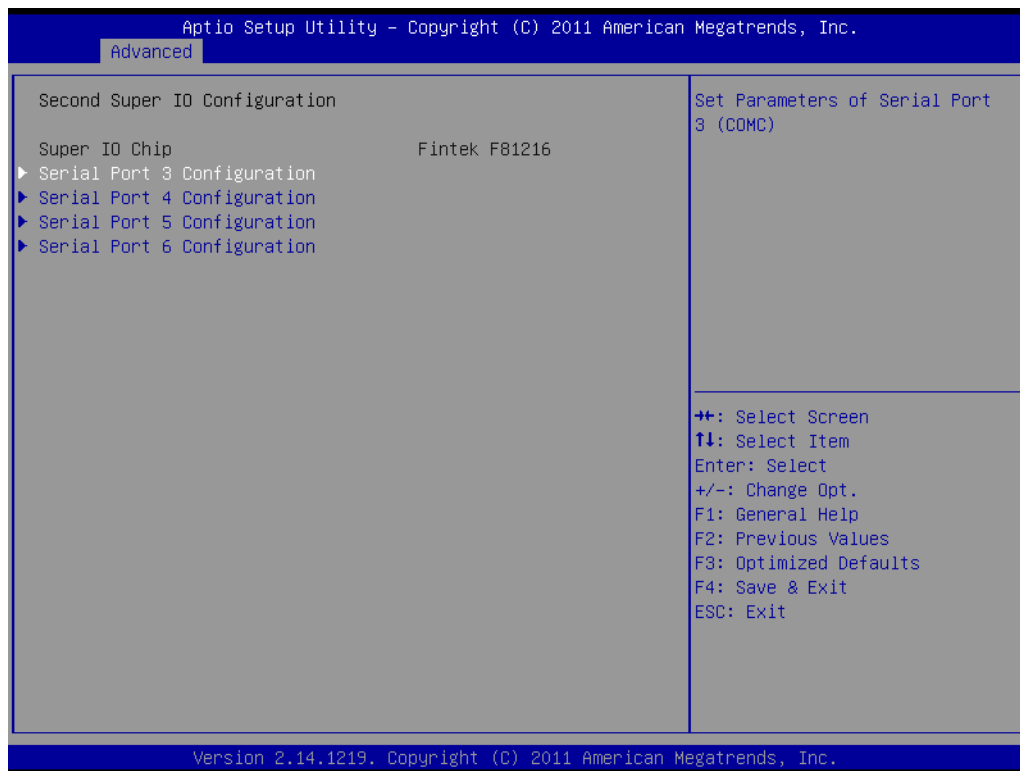 Aptio Setup Utility – Copyright (C) 2011 American Megatrends, Inc.
Advanced
Second Super IO Configuration
Super IO Chip Fintek F81216
▶ Serial Port 3 Configuration
▶ Serial Port 4 Configuration
▶ Serial Port 5 Configuration
▶ Serial Port 6 Configuration
Set Parameters of Serial Port
3 (COMC)
→←: Select Screen
↑↓: Select Item
Enter: Select
+/-: Change Opt.
F1: General Help
F2: Previous Values
F3: Optimized Defaults
F4: Save & Exit
ESC: Exit
Version 2.14.1219. Copyright (C) 2011 American Megatrends, Inc.